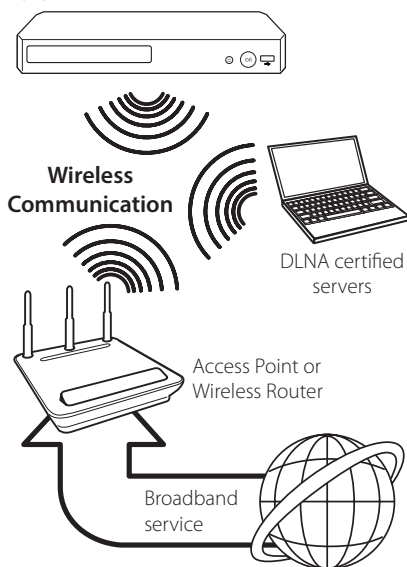 Wireless
Communication
DLNA certified
servers
Access Point or
Wireless Router
Broadband
service